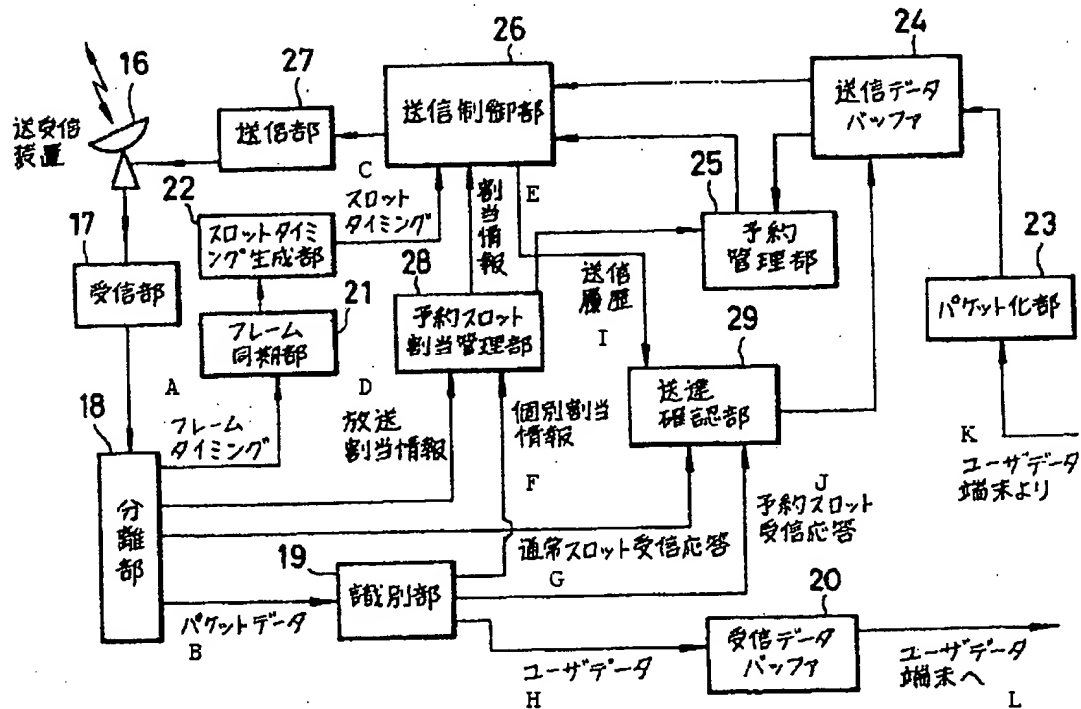 26
24
16
27
送信制御部
送信データ
バッファ
送受信
装置
送信部
C
25
22
スロット
タイミング
割当情報
E
23
17
スロットタイミ
ング生成部
28
予約
管理部
受信部
21
送信
履歴
パケット化部
フレーム
同期部
予約スロット
割当管理部
I
29
A
D
送達
確認部
18
フレーム
タイミング
放送
割当情報
個別割当
情報
K
ユーザデータ
端末より
F
J
予約スロット
受信応答
分離部
通常スロット受信応答
19
G
識別部
20
パケットデータ
B
受信データ
バッファ
ユーザデータ
H
ユーザデータ
端末へ
L